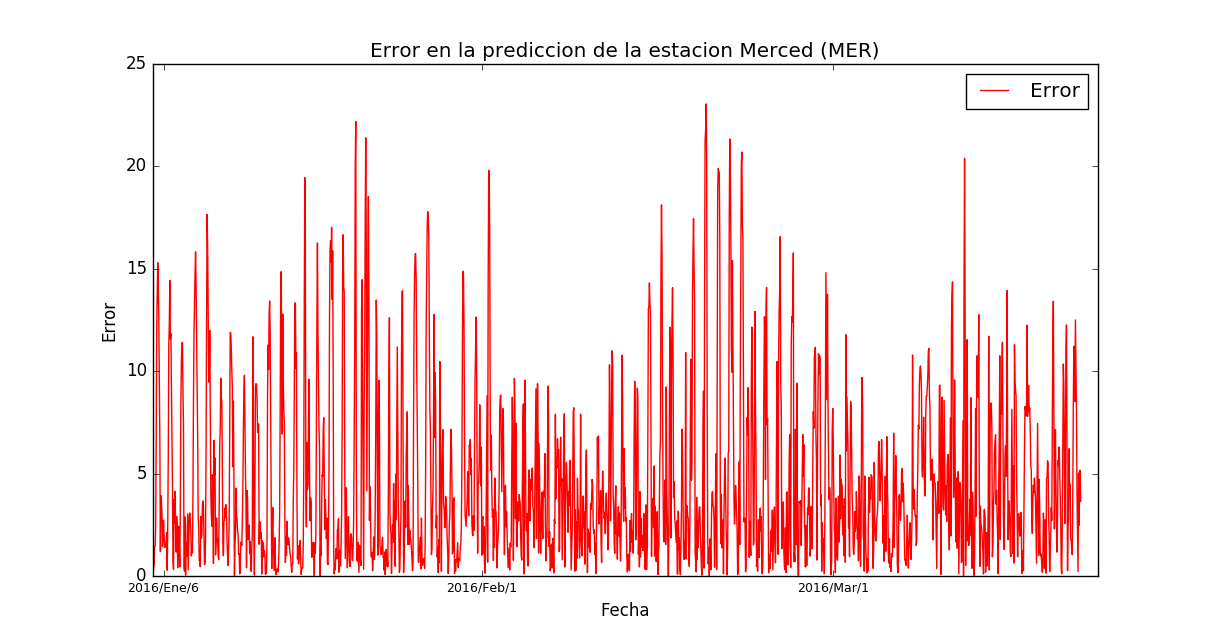 Error en la prediccion de la estacion Merced (MER)
25
20
15
10
5
0
Error
Error
2016/Ene/6
2016/Feb/1
2016/Mar/1
Fecha